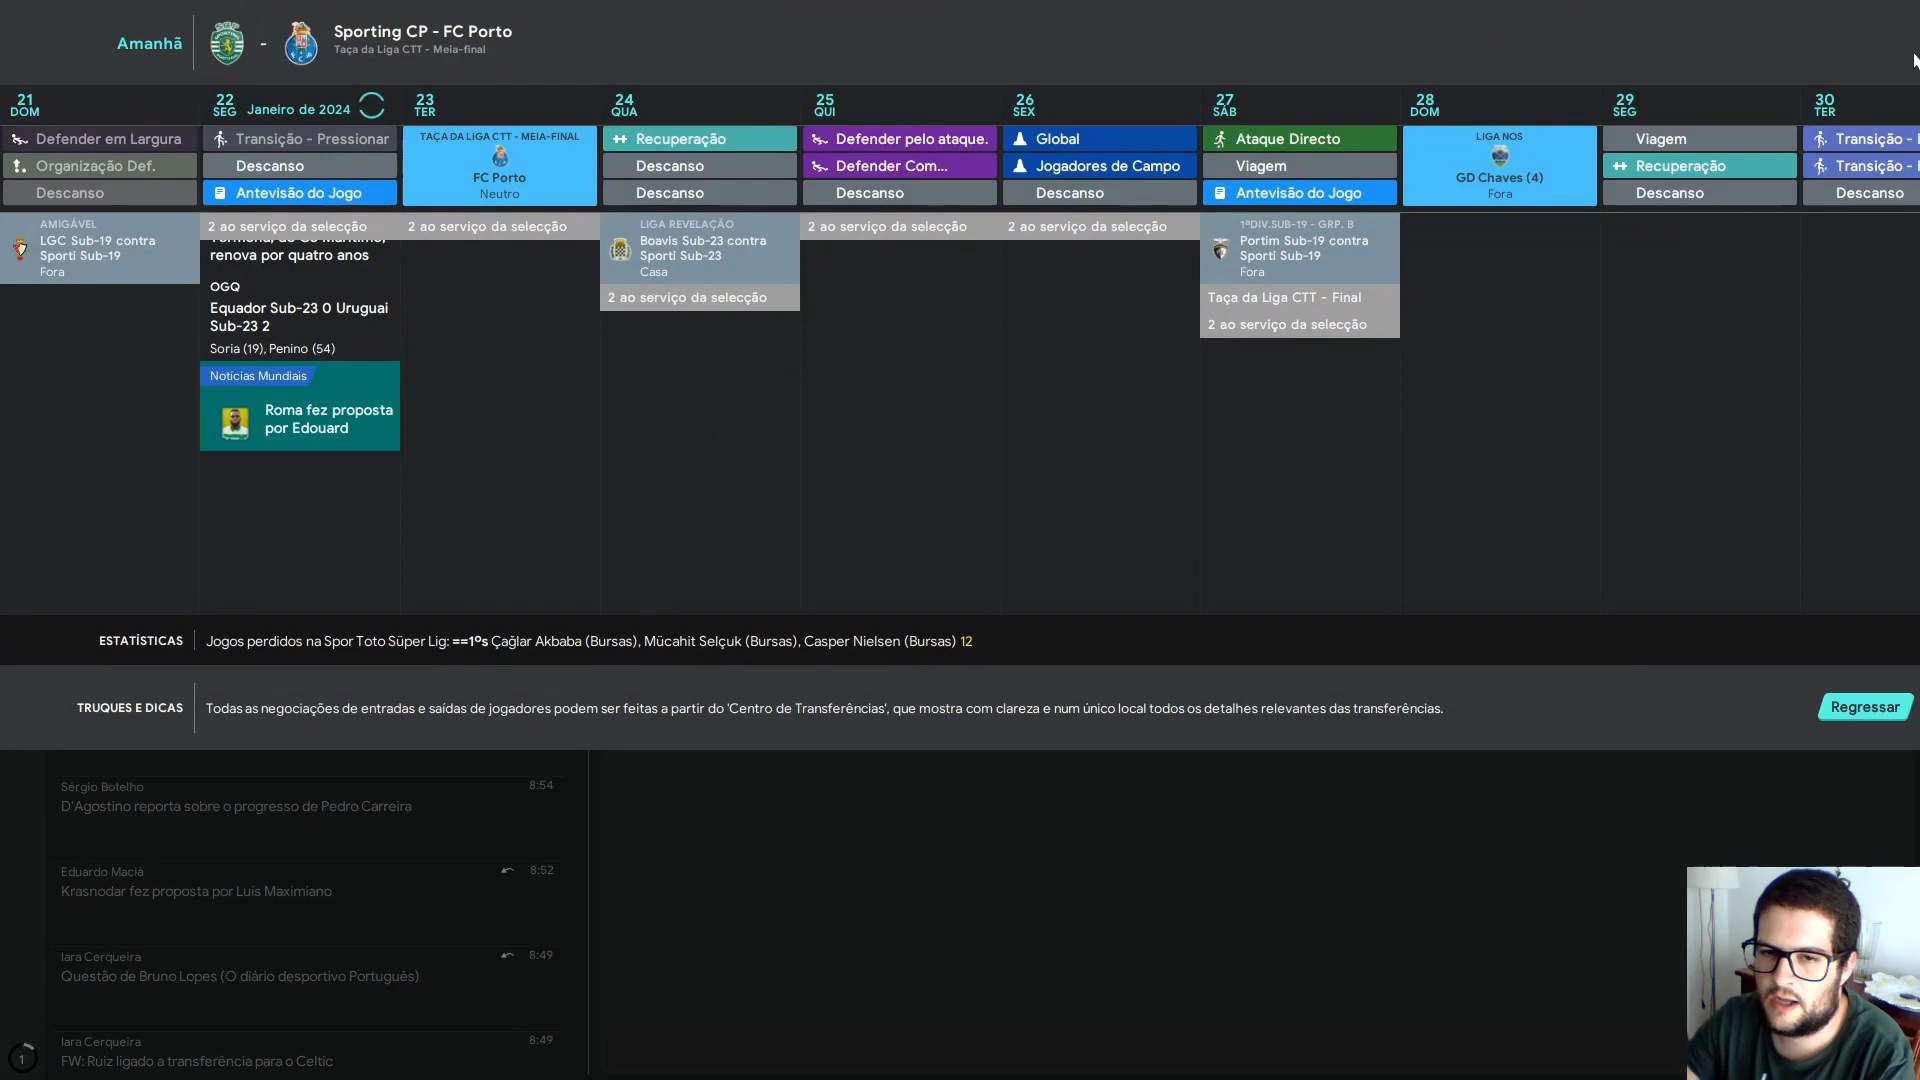 Amanhã
-
Sporting CP - FC Porto
Taça da Liga CTT - Meia-final
21
DOM
22
SEG
Janeiro de 2024
23
TER
24
QUA
25
QUI
26
SEX
27
SÁB
28
DOM
29
SEG
30
TER
Defender em Largura
Organização Def.
Descanso
Transição - Pressionar
Descanso
Antevisão do Jogo
TAÇA DA LIGA CTT - MEIA-FINAL
FC Porto
Neutro
Recuperação
Descanso
Descanso
Defender pelo ataque.
Defender Com...
Descanso
Global
Jogadores de Campo
Descanso
Ataque Directo
Viagem
Antevisão do Jogo
LIGA NOS
GD Chaves (4)
Fora
Viagem
Recuperação
Descanso
Transição -
Transição -
Descanso
AMIGÁVEL
LGC Sub-19 contra
Sporti Sub-19
Fora
2 ao serviço da selecção
renova por quatro anos
OGQ
Equador Sub-23 0 Uruguai
Sub-23 2
Soria (19), Penino (54)
Notícias Mundiais
Roma fez proposta
por Edouard
2 ao serviço da selecção
LIGA REVELAÇÃO
Boavis Sub-23 contra
Sporti Sub-23
Casa
2 ao serviço da selecção
2 ao serviço da selecção
2 ao serviço da selecção
1ªDIV.SUB-19 - GRP. B
Portim Sub-19 contra
Sporti Sub-19
Fora
Taça da Liga CTT - Final
2 ao serviço da selecção
ESTATÍSTICAS
Jogos perdidos na Spor Toto Süper Lig: ==1ºs Çağlar Akbaba (Bursas), Mücahit Selçuk (Bursas), Casper Nielsen (Bursas) 12
TRUQUES E DICAS
Todas as negociações de entradas e saídas de jogadores podem ser feitas a partir do 'Centro de Transferências', que mostra com clareza e num único local todos os detalhes relevantes das transferências.
Regressar
Sérgio Botelho
8:54
D'Agostino reporta sobre o progresso de Pedro Carreira
Eduardo Macià
8:52
Krasnodar fez proposta por Luís Maximiano
Iara Cerqueira
8:49
Questão de Bruno Lopes (O diário desportivo Português)
Iara Cerqueira
8:49
FW: Ruiz ligado a transferência para o Celtic
1